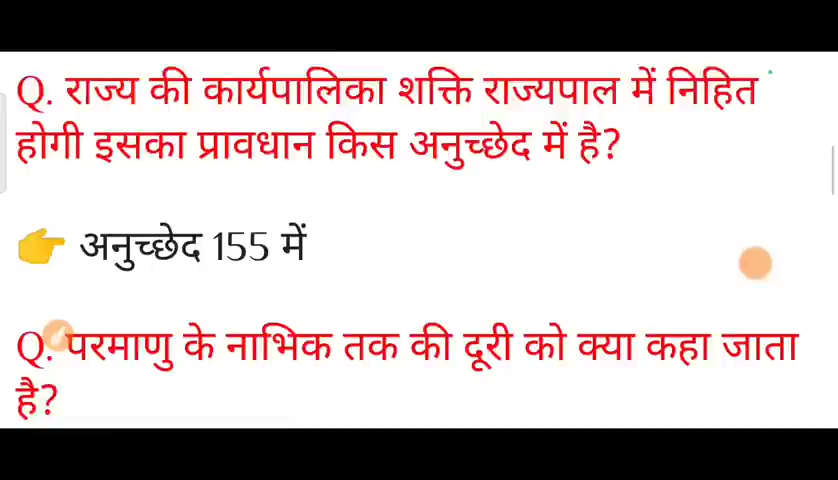 Q. राज्य की कार्यपालिका शक्ति राज्यपाल में निहित
होगी इसका प्रावधान किस अनुच्छेद में है?
👉 अनुच्छेद 155 में
Q. परमाणु के नाभिक तक की दूरी को क्या कहा जाता
है?